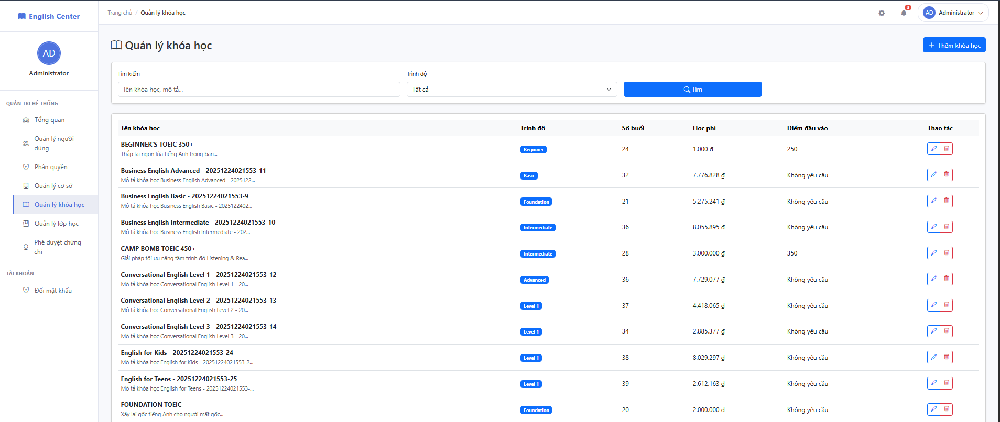 English Center
Trang chủ / Quản lý khóa học
3
AD Administrator
AD
Administrator
Quản lý khóa học
Thêm khóa học
Tìm kiếm
Trình độ
Tên khóa học, mô tả...
Tất cả
Tìm
QUẢN TRỊ HỆ THỐNG
Tổng quan
Quản lý người
dùng
Phân quyền
Quản lý cơ sở
Quản lý khóa học
Quản lý lớp học
Phê duyệt chứng
chỉ
TÀI KHOẢN
Đổi mật khẩu
Tên khóa học Trình độ Số buổi Học phí Điểm đầu vào Thao tác
BEGINNER'S TOEIC 350+
Thắp lại ngọn lửa tiếng Anh trong bạn...
Beginner 24 1.000 ₫ 250
Business English Advanced - 20251224021553-11
Mô tả khóa học Business English Advanced - 2025122...
Basic 32 7.776.828 ₫ Không yêu cầu
Business English Basic - 20251224021553-9
Mô tả khóa học Business English Basic - 202512240​2...
Foundation 21 5.275.241 ₫ Không yêu cầu
Business English Intermediate - 20251224021553-10
Mô tả khóa học Business English Intermediate - 202...
Intermediate 36 8.055.895 ₫ Không yêu cầu
CAMP BOMB TOEIC 450+
Giải pháp tối ưu nâng tầm trình độ Listening & Rea...
Intermediate 28 3.000.000 ₫ 350
Conversational English Level 1 - 20251224021553-12
Mô tả khóa học Conversational English Level 1 - 20...
Advanced 36 7.729.077 ₫ Không yêu cầu
Conversational English Level 2 - 20251224021553-13
Mô tả khóa học Conversational English Level 2 - 20...
Level 1 37 4.418.065 ₫ Không yêu cầu
Conversational English Level 3 - 20251224021553-14
Mô tả khóa học Conversational English Level 3 - 20...
Level 1 34 2.885.377 ₫ Không yêu cầu
English for Kids - 20251224021553-24
Mô tả khóa học English for Kids - 20251224021553-2...
Level 1 38 8.029.297 ₫ Không yêu cầu
English for Teens - 20251224021553-25
Mô tả khóa học English for Teens - 20251224021553-...
Level 1 39 2.612.163 ₫ Không yêu cầu
FOUNDATION TOEIC
Xây lại gốc tiếng Anh cho người mất gốc...
Foundation 20 2.000.000 ₫ Không yêu cầu